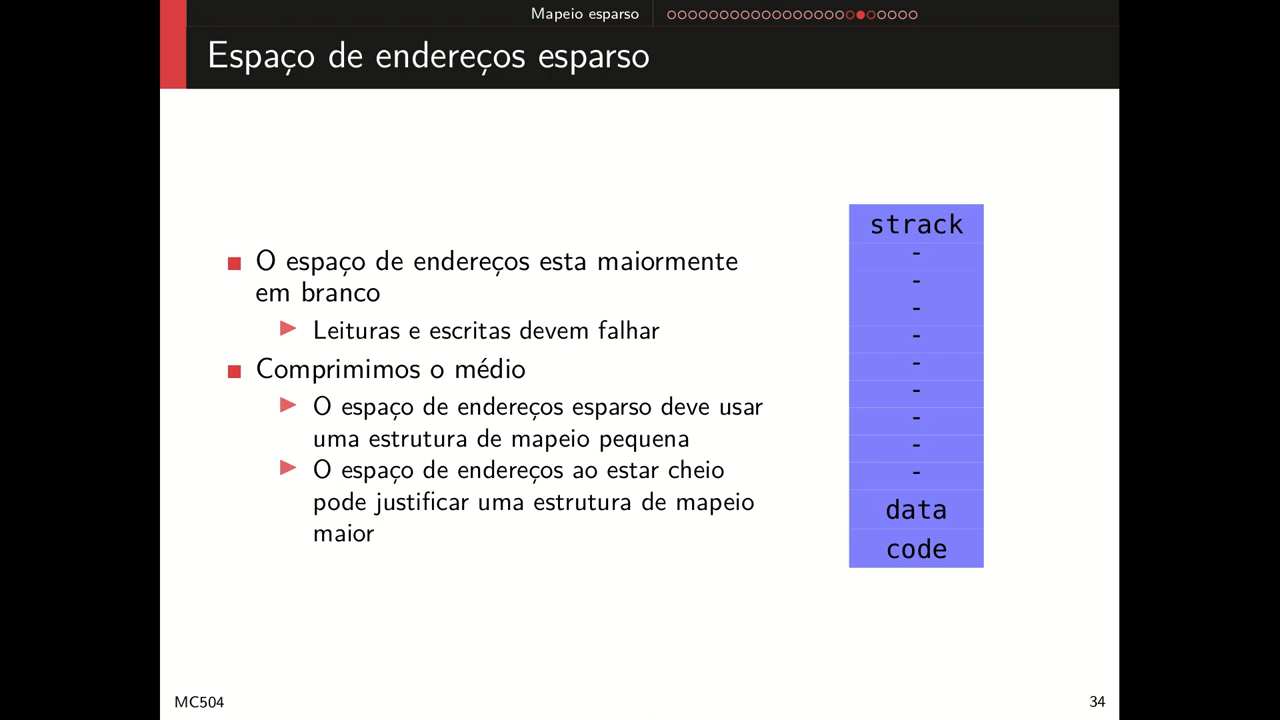 Mapeio esparso
Espaço de endereços esparso
O espaço de endereços esta maiormente
em branco
Leituras e escritas devem falhar
Comprimimos o médio
O espaço de endereços esparso deve usar
uma estrutura de mapeio pequena
O espaço de endereços ao estar cheio
pode justificar uma estrutura de mapeio
maior
strack
-
-
-
-
-
-
-
-
-
data
code
MC504
34